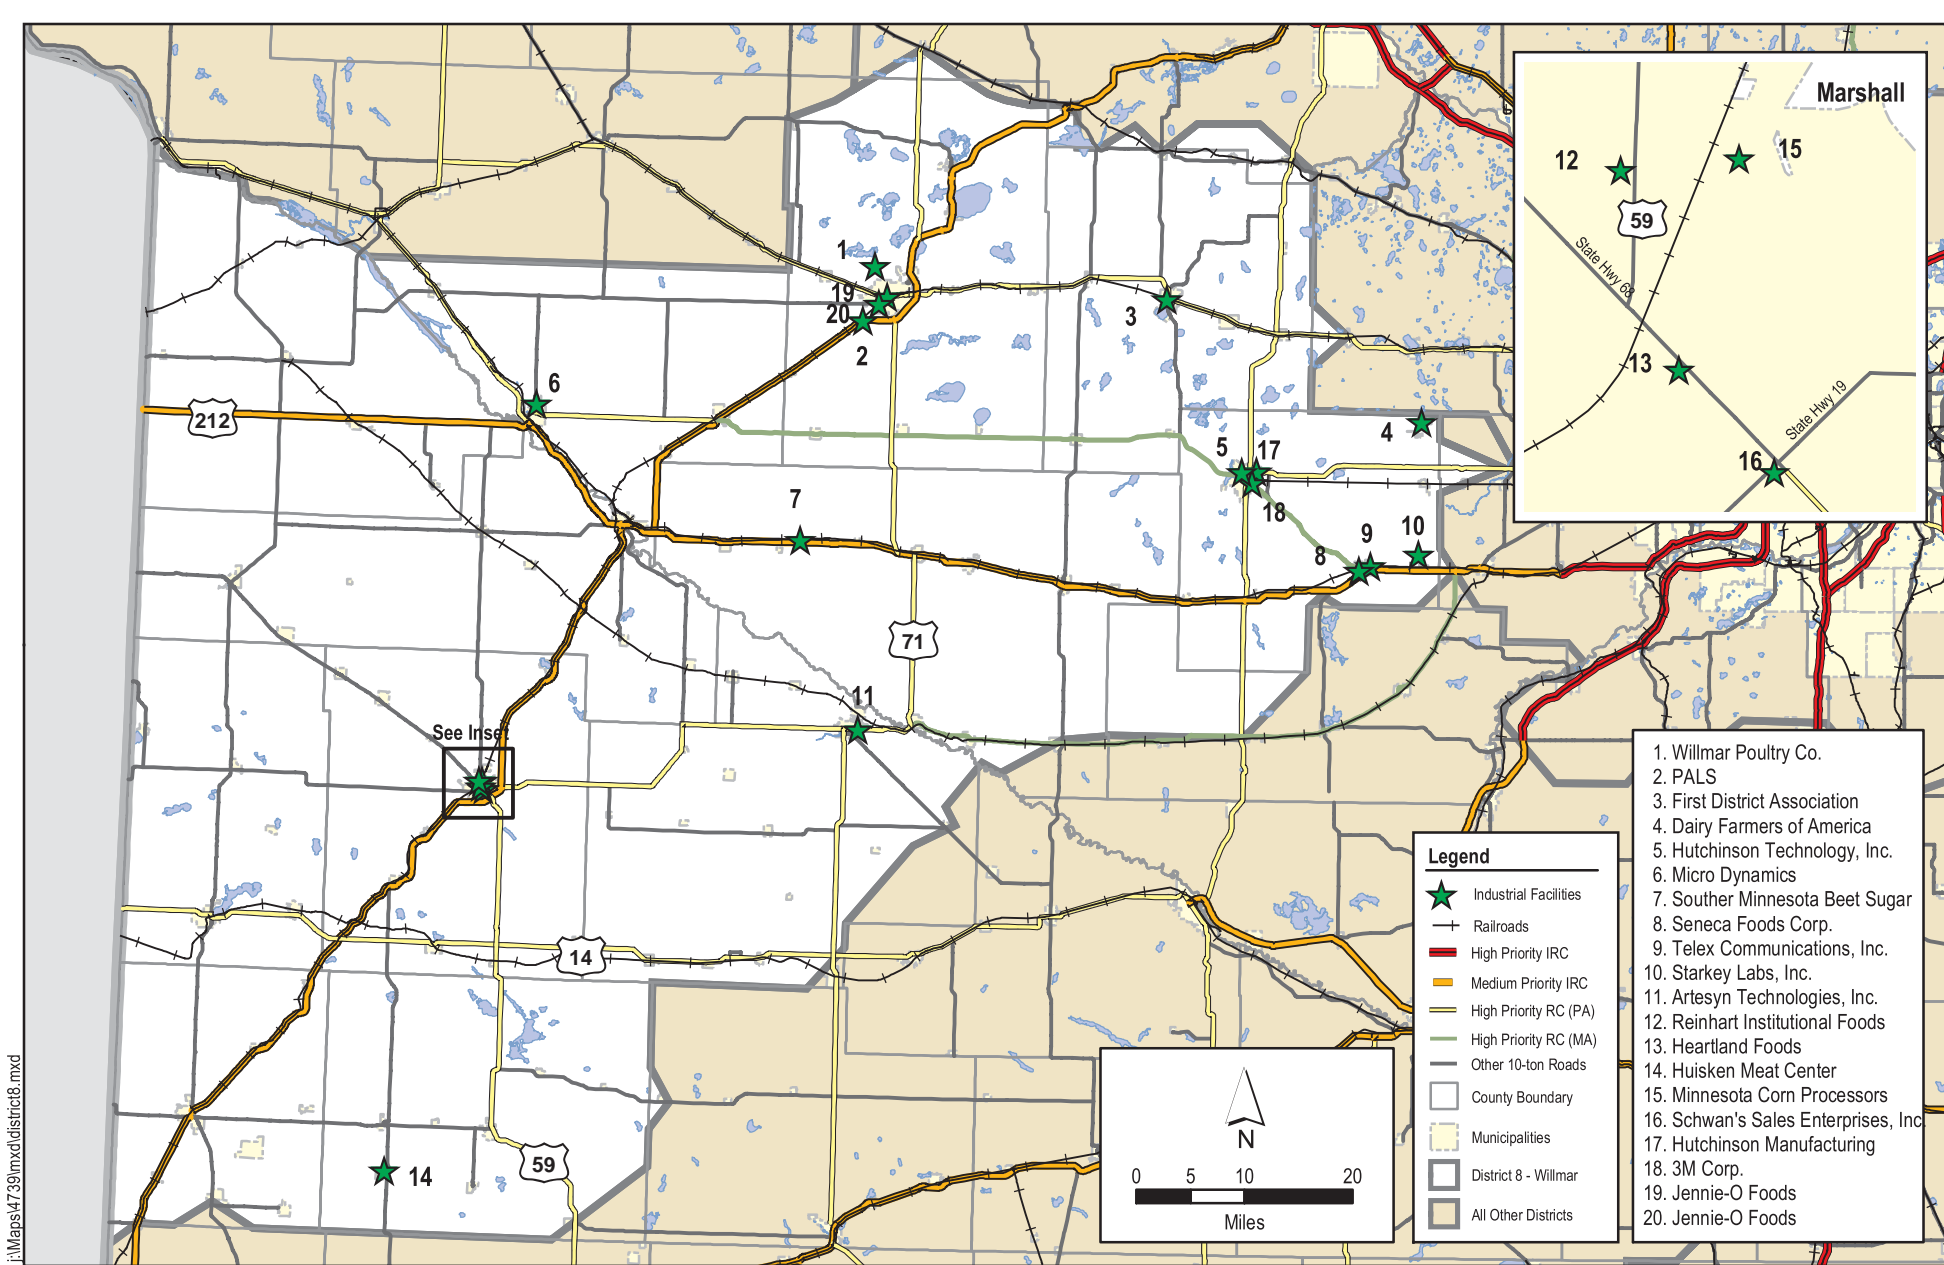 Marshall
12
15
59
State Hwy 68
13
State Hwy 19
16
1
19
20
2
3
6
212
4
5
17
18
7
8
9
10
71
11
See Inset
14
59
14
j:\Maps\4739\mxd\district8.mxd
N
0 5 10 20
Miles
Legend
Industrial Facilities
Railroads
High Priority IRC
Medium Priority IRC
High Priority RC (PA)
High Priority RC (MA)
Other 10-ton Roads
County Boundary
Municipalities
District 8 - Willmar
All Other Districts
1. Willmar Poultry Co.
2. PALS
3. First District Association
4. Dairy Farmers of America
5. Hutchinson Technology, Inc.
6. Micro Dynamics
7. Souther Minnesota Beet Sugar
8. Seneca Foods Corp.
9. Telex Communications, Inc.
10. Starkey Labs, Inc.
11. Artesyn Technologies, Inc.
12. Reinhart Institutional Foods
13. Heartland Foods
14. Huisken Meat Center
15. Minnesota Corn Processors
16. Schwan's Sales Enterprises, Inc.
17. Hutchinson Manufacturing
18. 3M Corp.
19. Jennie-O Foods
20. Jennie-O Foods